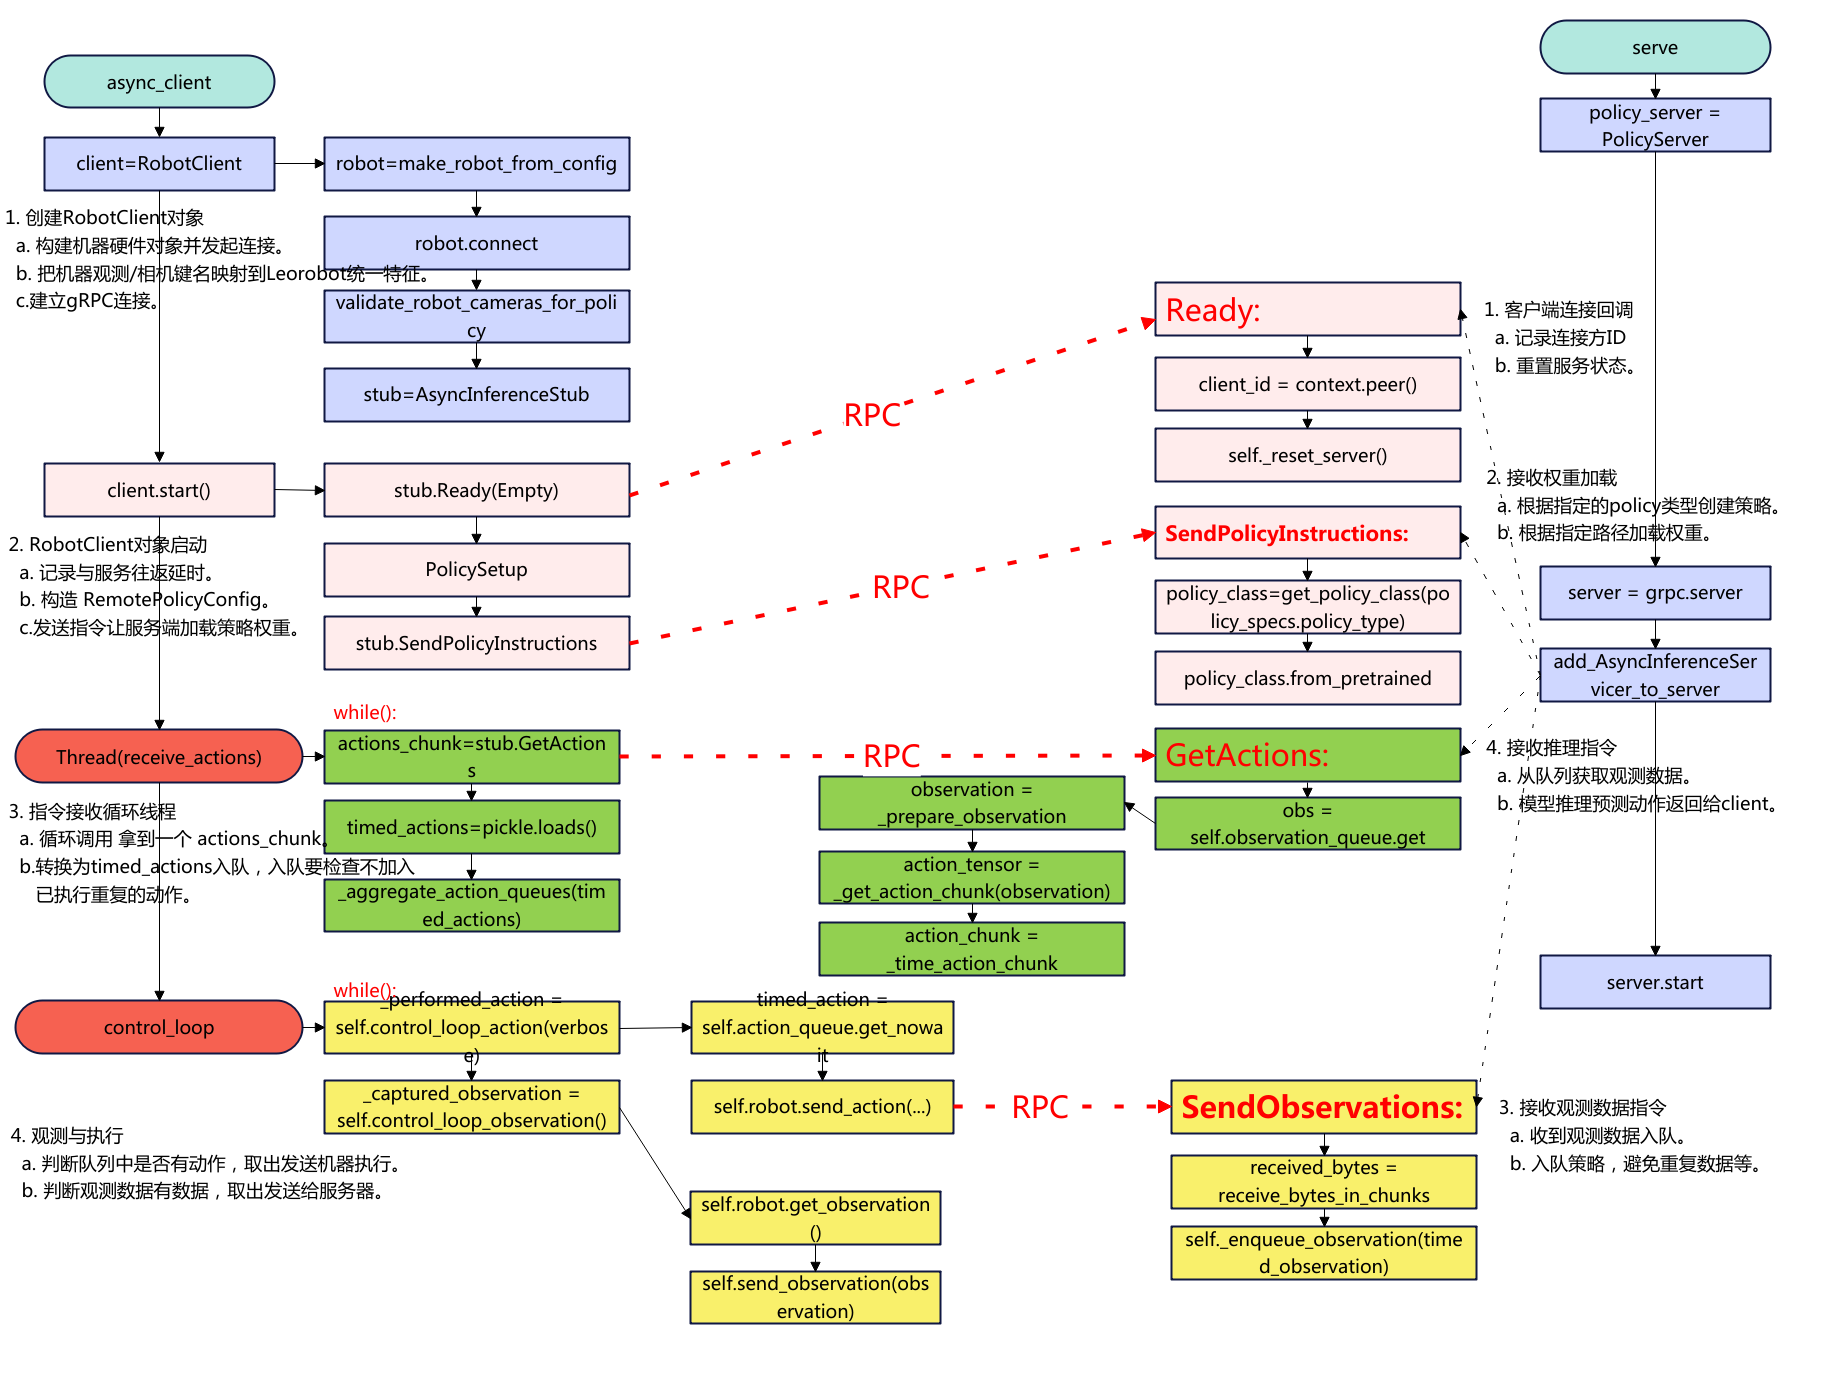 async_client
client=RobotClient
robot=make_robot_from_config
1. 创建RobotClient对象
a. 构建机器硬件对象并发起连接。
b. 把机器观测/相机键名映射到Leorobot统一特征。
c.建立gRPC连接。
robot.connect
validate_robot_cameras_for_poli
cy
stub=AsyncInferenceStub
client.start()
stub.Ready(Empty)
2. RobotClient对象启动
a. 记录与服务往返延时。
b. 构造 RemotePolicyConfig。
c.发送指令让服务端加载策略权重。
PolicySetup
stub.SendPolicyInstructions
RPC
RPC
Thread(receive_actions)
while():
actions_chunk=stub.GetAction
s
3. 指令接收循环线程
a. 循环调用 拿到一个 actions_chunk。
b.转换为timed_actions入队，入队要检查不加入
已执行重复的动作。
timed_actions=pickle.loads()
_aggregate_action_queues(tim
ed_actions)
RPC
control_loop
while():
_performed_action =
self.control_loop_action(verbos
e)
_captured_observation =
self.control_loop_observation()
4. 观测与执行
a. 判断队列中是否有动作，取出发送机器执行。
b. 判断观测数据有数据，取出发送给服务器。
timed_action =
self.action_queue.get_nowa
it
self.robot.send_action(...)
RPC
self.robot.get_observation
()
self.send_observation(obs
ervation)
Ready:
client_id = context.peer()
self._reset_server()
SendPolicyInstructions:
policy_class=get_policy_class(po
licy_specs.policy_type)
policy_class.from_pretrained
GetActions:
obs =
self.observation_queue.get
observation =
_prepare_observation
action_tensor =
_get_action_chunk(observation)
action_chunk =
_time_action_chunk
SendObservations:
received_bytes =
receive_bytes_in_chunks
self._enqueue_observation(time
d_observation)
serve
policy_server =
PolicyServer
1. 客户端连接回调
a. 记录连接方ID
b. 重置服务状态。
2. 接收权重加载
a. 根据指定的policy类型创建策略。
b. 根据指定路径加载权重。
server = grpc.server
add_AsyncInferenceSer
vicer_to_server
4. 接收推理指令
a. 从队列获取观测数据。
b. 模型推理预测动作返回给client。
server.start
3. 接收观测数据指令
a. 收到观测数据入队。
b. 入队策略，避免重复数据等。